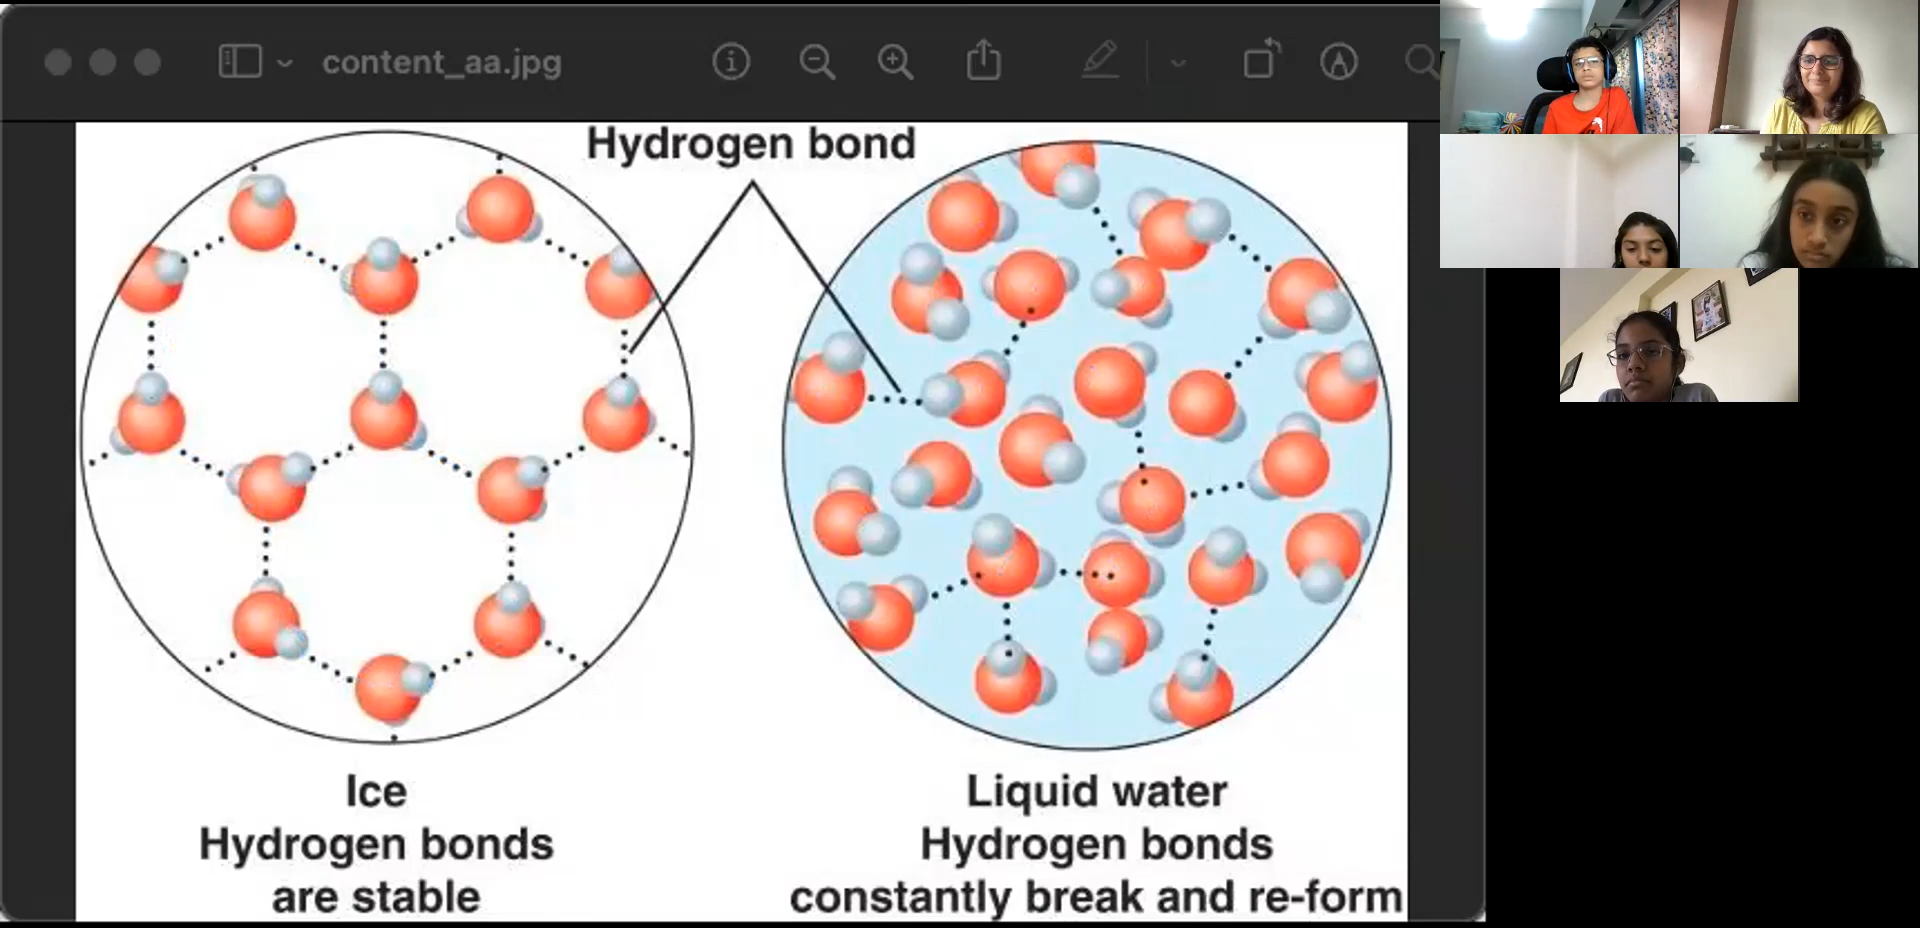 content_aa.jpg
Hydrogen bond
Ice
Hydrogen bonds
are stable
Liquid water
Hydrogen bonds
constantly break and re-form